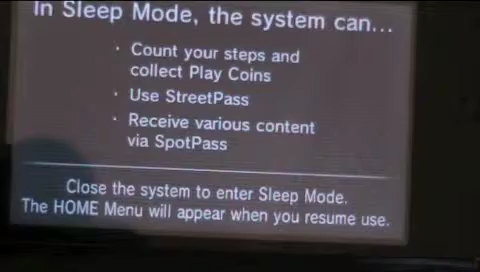 In Sleep Mode, the system can...
· Count your steps and
collect Play Coins
· Use StreetPass
· Receive various content
via SpotPass
Close the system to enter Sleep Mode.
The HOME Menu will appear when you resume use.